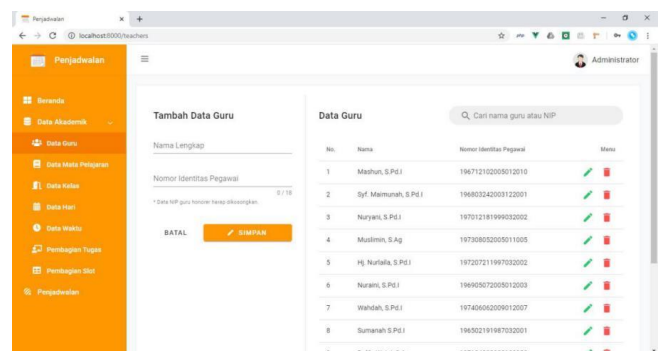 Penjadwalan
localhost:8000/teachers
Penjadwalan
Administrator
Beranda
Data Akademik
Data Guru
Data Mata Pelajaran
Data Kelas
Data Hari
Data Waktu
Pembagian Tugas
Pembagian Slot
Penjadwalan
Tambah Data Guru
Nama Lengkap
Nomor Identitas Pegawai
0 / 18
* Data NIP guru honorer harap dikosongkan.
BATAL
SIMPAN
Data Guru
Cari nama guru atau NIP
No. Nama Nomor Identitas Pegawai Menu
1 Mashun, S.Pd.I 196712102005012010
2 Syf. Maimunah, S.Pd.I 196803242003122001
3 Nuryani, S.Pd.I 197012181999032002
4 Muslimin, S.Ag 197308052005011005
5 Hj. Nurlaila, S.Pd.I 197207211997032002
6 Nuraini, S.Pd.I 196905072005012003
7 Wahdah, S.Pd.I 197406062009012007
8 Sumanah S.Pd.I 196502191987032001